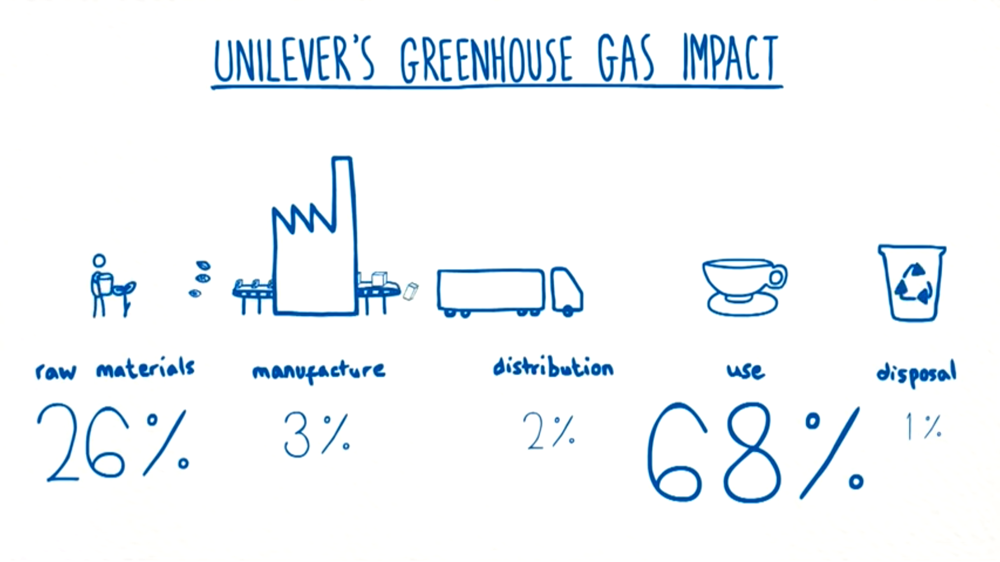 UNILEVER'S GREENHOUSE GAS IMPACT
raw materials manufacture distribution use disposal
26% 3% 2% 68% 1%